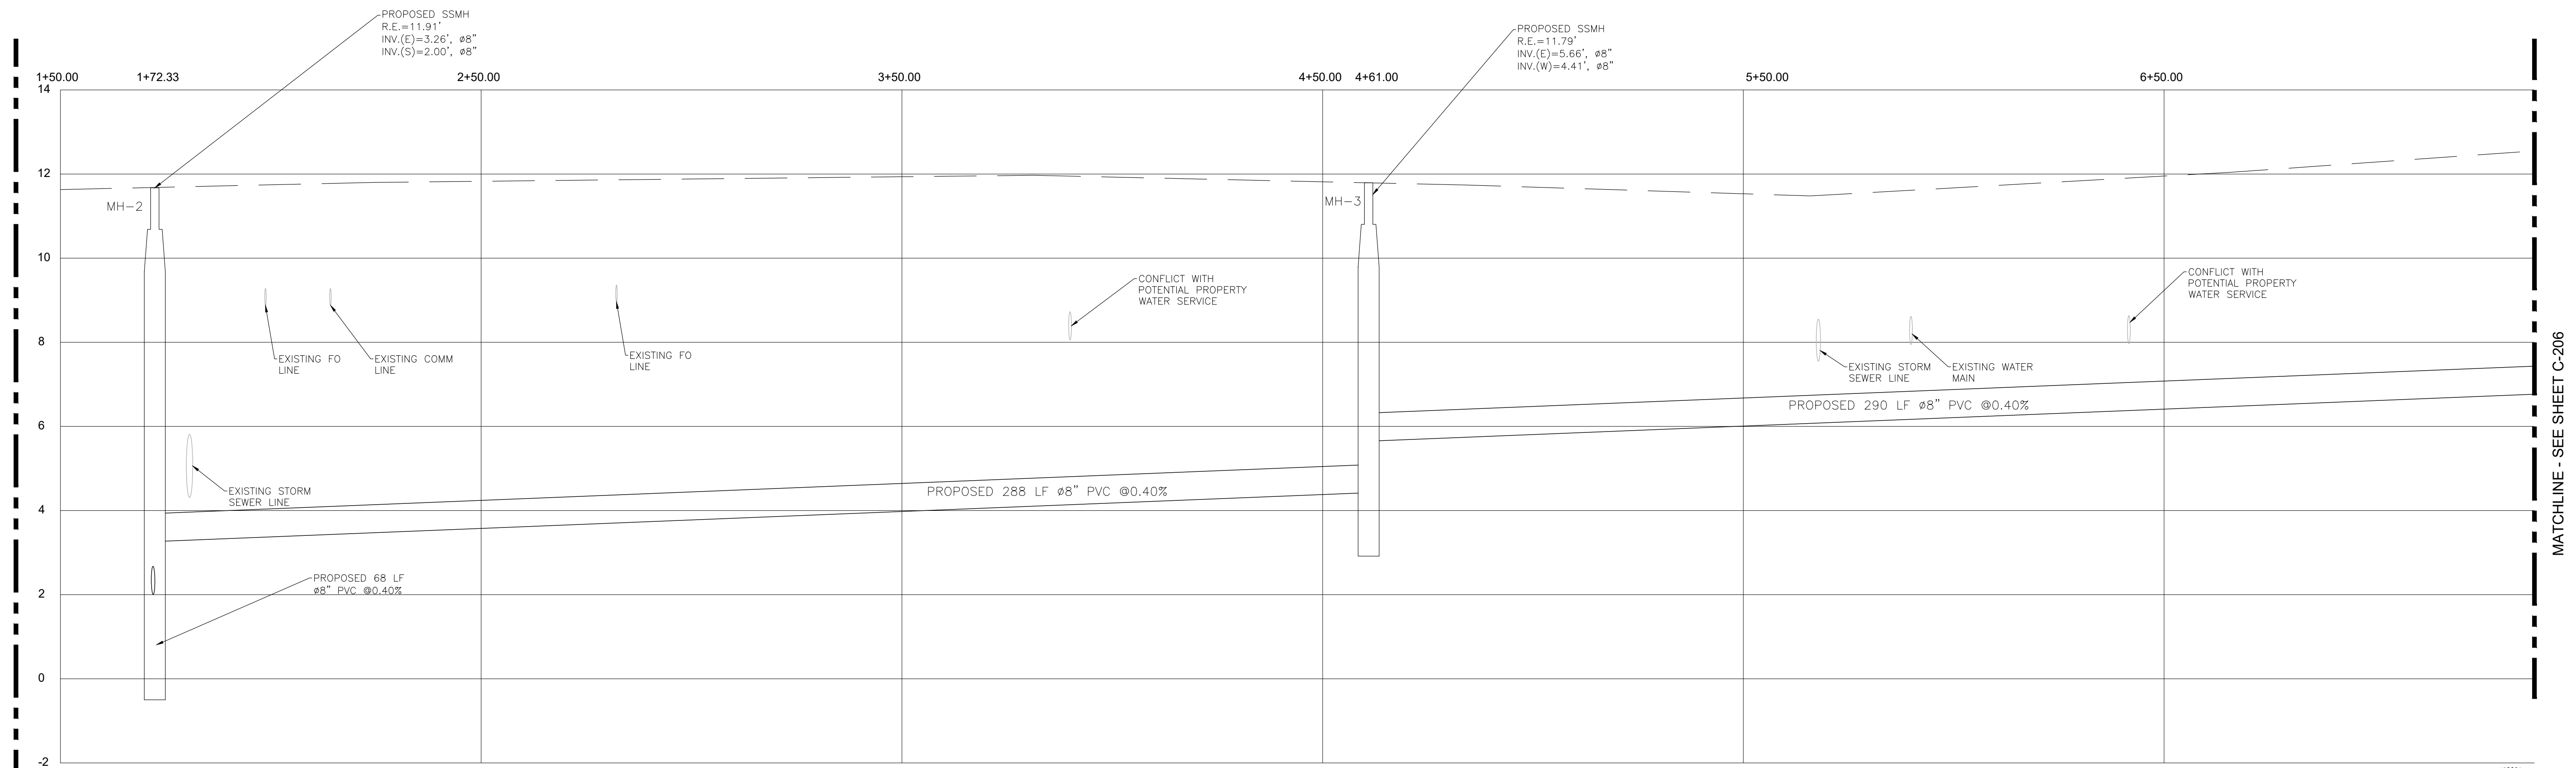 PROPOSED SSMH
R.E.=11.91'
INV.(E)=3.26', ø8"
INV.(S)=2.00', ø8"
PROPOSED SSMH
R.E.=11.79'
INV.(E)=5.66', ø8"
INV.(W)=4.41', ø8"
1+50.00
1+72.33
2+50.00
3+50.00
4+50.00
4+61.00
5+50.00
6+50.00
14
12
10
8
6
4
2
0
-2
MH-2
MH-3
EXISTING FO
LINE
EXISTING COMM
LINE
EXISTING FO
LINE
CONFLICT WITH
POTENTIAL PROPERTY
WATER SERVICE
CONFLICT WITH
POTENTIAL PROPERTY
WATER SERVICE
EXISTING STORM
SEWER LINE
EXISTING WATER
MAIN
PROPOSED 290 LF ø8" PVC @0.40%
EXISTING STORM
SEWER LINE
PROPOSED 288 LF ø8" PVC @0.40%
PROPOSED 68 LF
ø8" PVC @0.40%
MATCHLINE - SEE SHEET C-206